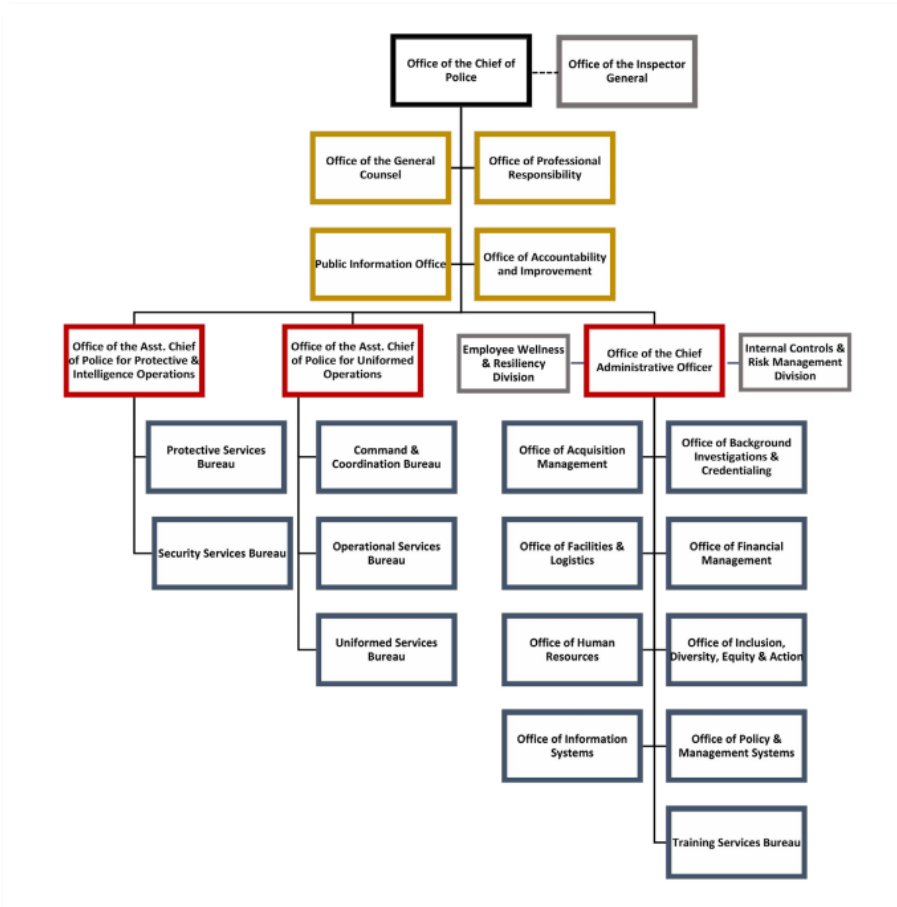 Office of the Chief of
Police
Office of the Inspector
General
Office of the General
Counsel
Office of Professional
Responsibility
Public Information Office
Office of Accountability
and Improvement
Office of the Asst. Chief
of Police for Protective &
Intelligence Operations
Office of the Asst. Chief
of Police for Uniformed
Operations
Employee Wellness
& Resiliency
Division
Office of the Chief
Administrative Officer
Internal Controls &
Risk Management
Division
Protective Services
Bureau
Command &
Coordination Bureau
Office of Acquisition
Management
Office of Background
Investigations &
Credentialing
Security Services Bureau
Operational Services
Bureau
Office of Facilities &
Logistics
Office of Financial
Management
Uniformed Services
Bureau
Office of Human
Resources
Office of Inclusion,
Diversity, Equity & Action
Office of Information
Systems
Office of Policy &
Management Systems
Training Services Bureau